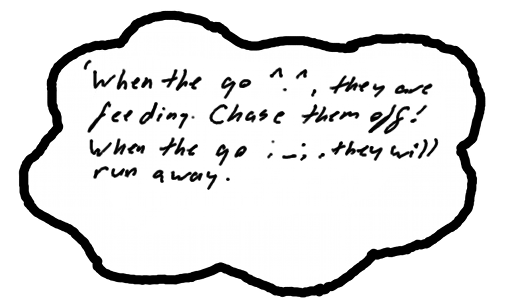 'When the go ^.^, they are
feeding. Chase them off!
When the go ;_;, they will
run away.